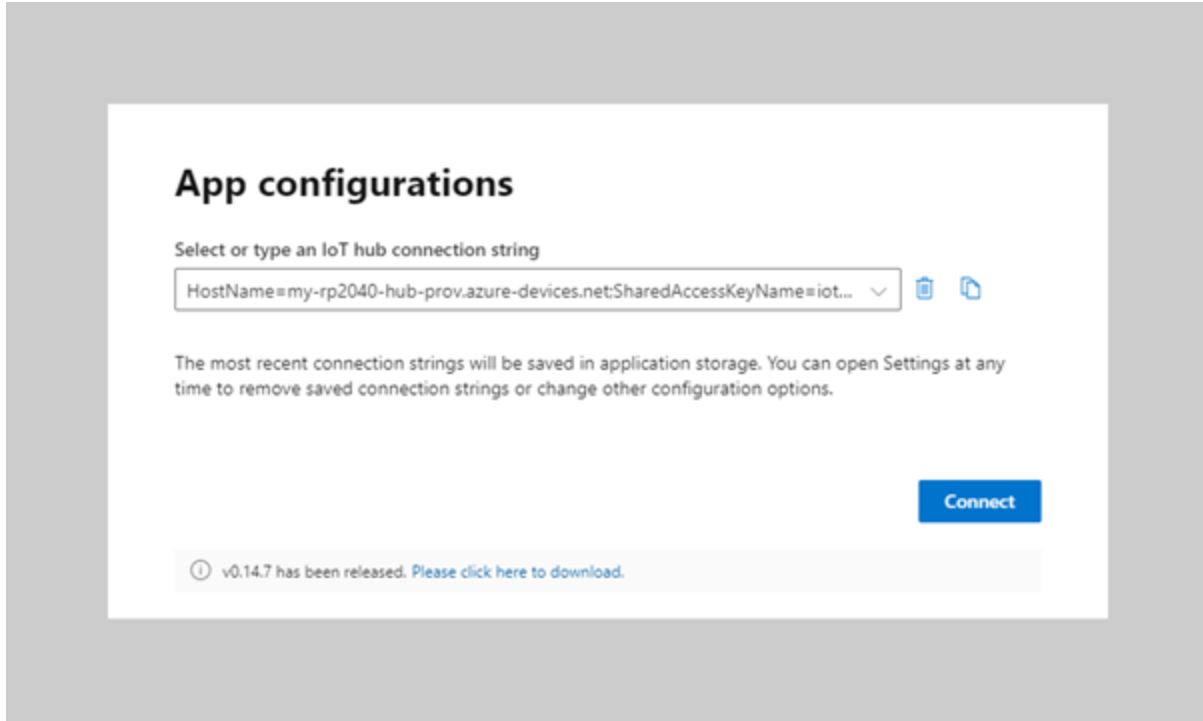 App configurations
Select or type an IoT hub connection string
HostName=my-rp2040-hub-prov.azure-devices.net;SharedAccessKeyName=iot...
The most recent connection strings will be saved in application storage. You can open Settings at any
time to remove saved connection strings or change other configuration options.
Connect
v0.14.7 has been released. Please click here to download.